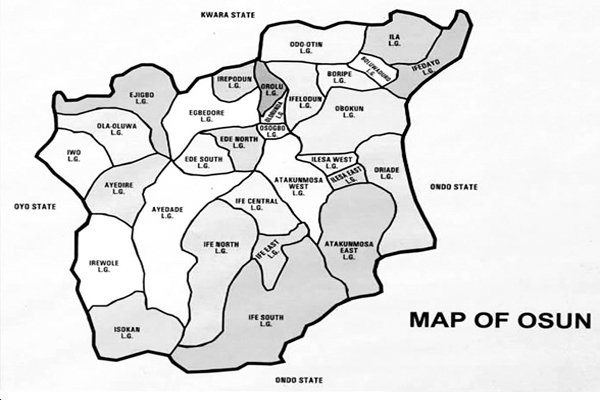 KWARA STATE
ODO-OTIN
L.G.
ILA
L.G.
IFEDAYO
L.G.
BOLUWADURO
L.G.
BORIPE
L.G.
IREPODUN
L.G.
OROLU
L.G.
OLORUNDA
L.G.
IFELODUN
L.G.
EJIGBO
L.G.
EGBEDORE
L.G.
OBOKUN
L.G.
OLA-OLUWA
L.G.
OSOGBO
L.G.
EDE NORTH
L.G.
EDE SOUTH
L.G.
IWO
L.G.
ILESA WEST
L.G.
ILESA EAST
L.G.
ORIADE
L.G.
AYEDIRE
L.G.
ATAKUNMOSA
WEST
L.G.
ONDO STATE
OYO STATE
AYEDADE
L.G.
IFE CENTRAL
L.G.
IFE NORTH
L.G.
IFE EAST
L.G.
ATAKUNMOSA
EAST
L.G.
IREWOLE
L.G.
IFE SOUTH
L.G.
ISOKAN
L.G.
MAP OF OSUN
ONDO STATE